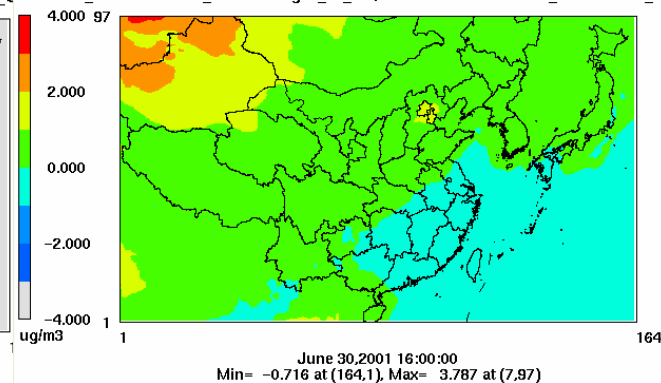 4.000 97
2.000
0.000
−2.000
−4.000 1
ug/m3 1 164
June 30,2001 16:00:00
Min= −0.716 at (164,1), Max= 3.787 at (7,97)